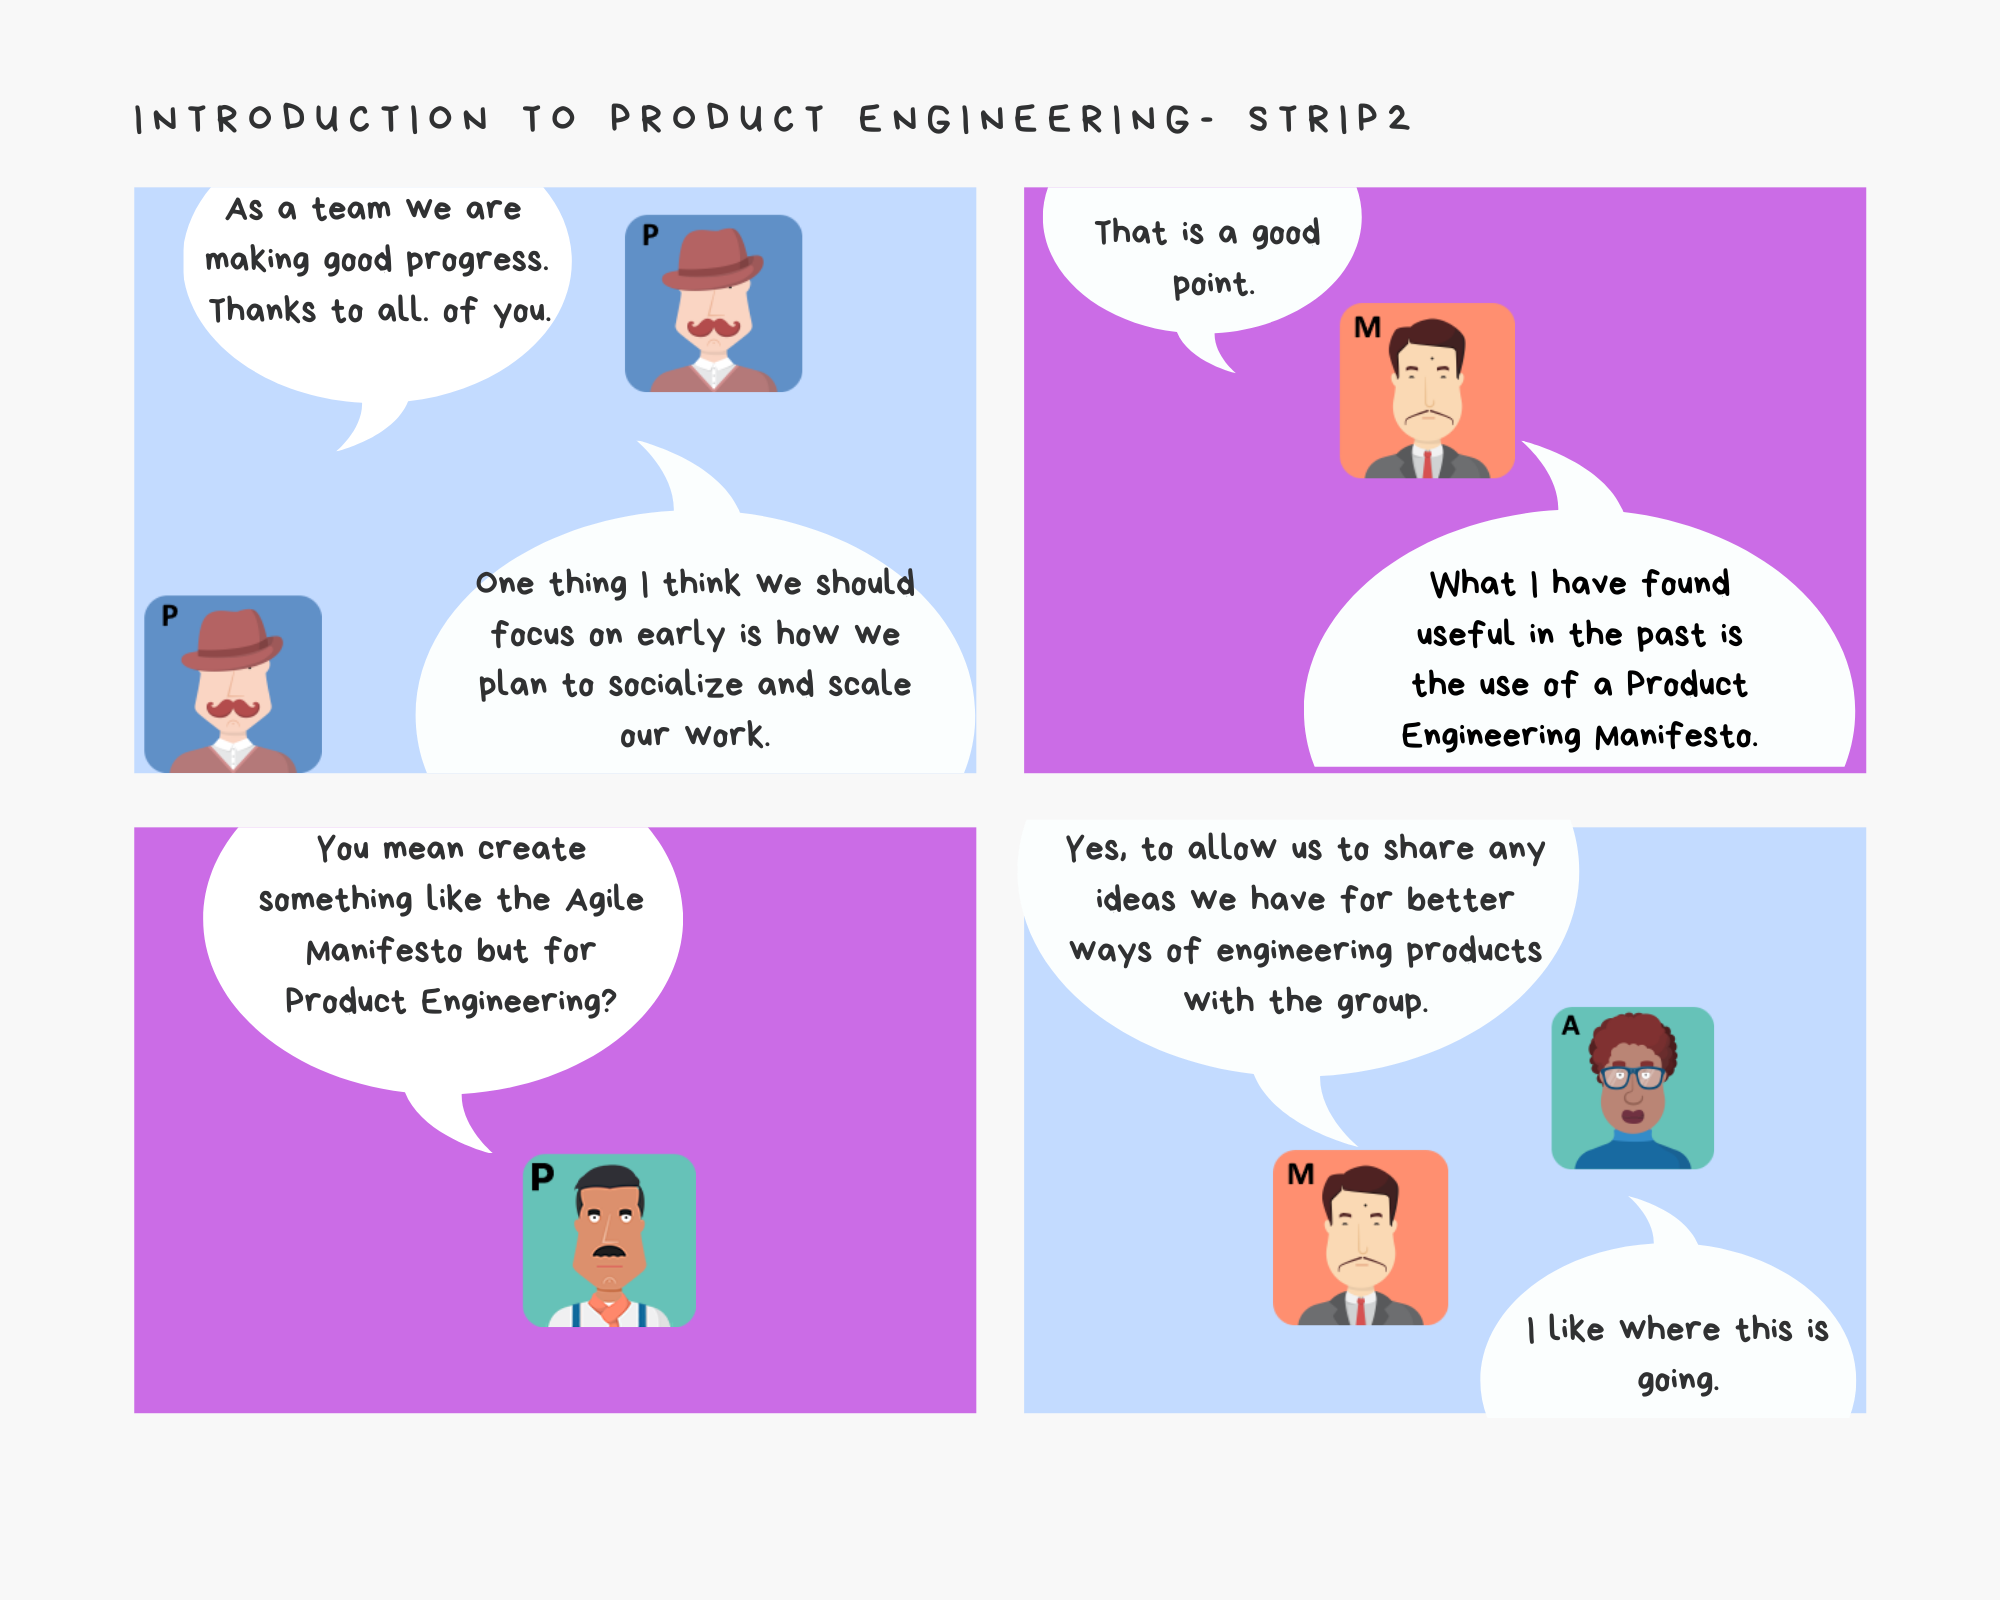 INTRODUCTION TO PRODUCT ENGINEERING- STRIP2
As a team we are
making good progress.
Thanks to all. of you.
P
P
One thing I think we should
focus on early is how we
plan to socialize and scale
our work.
That is a good
point.
M
What I have found
useful in the past is
the use of a Product
Engineering Manifesto.
You mean create
something like the Agile
Manifesto but for
Product Engineering?
P
Yes, to allow us to share any
ideas we have for better
ways of engineering products
with the group.
M
A
I like where this is
going.